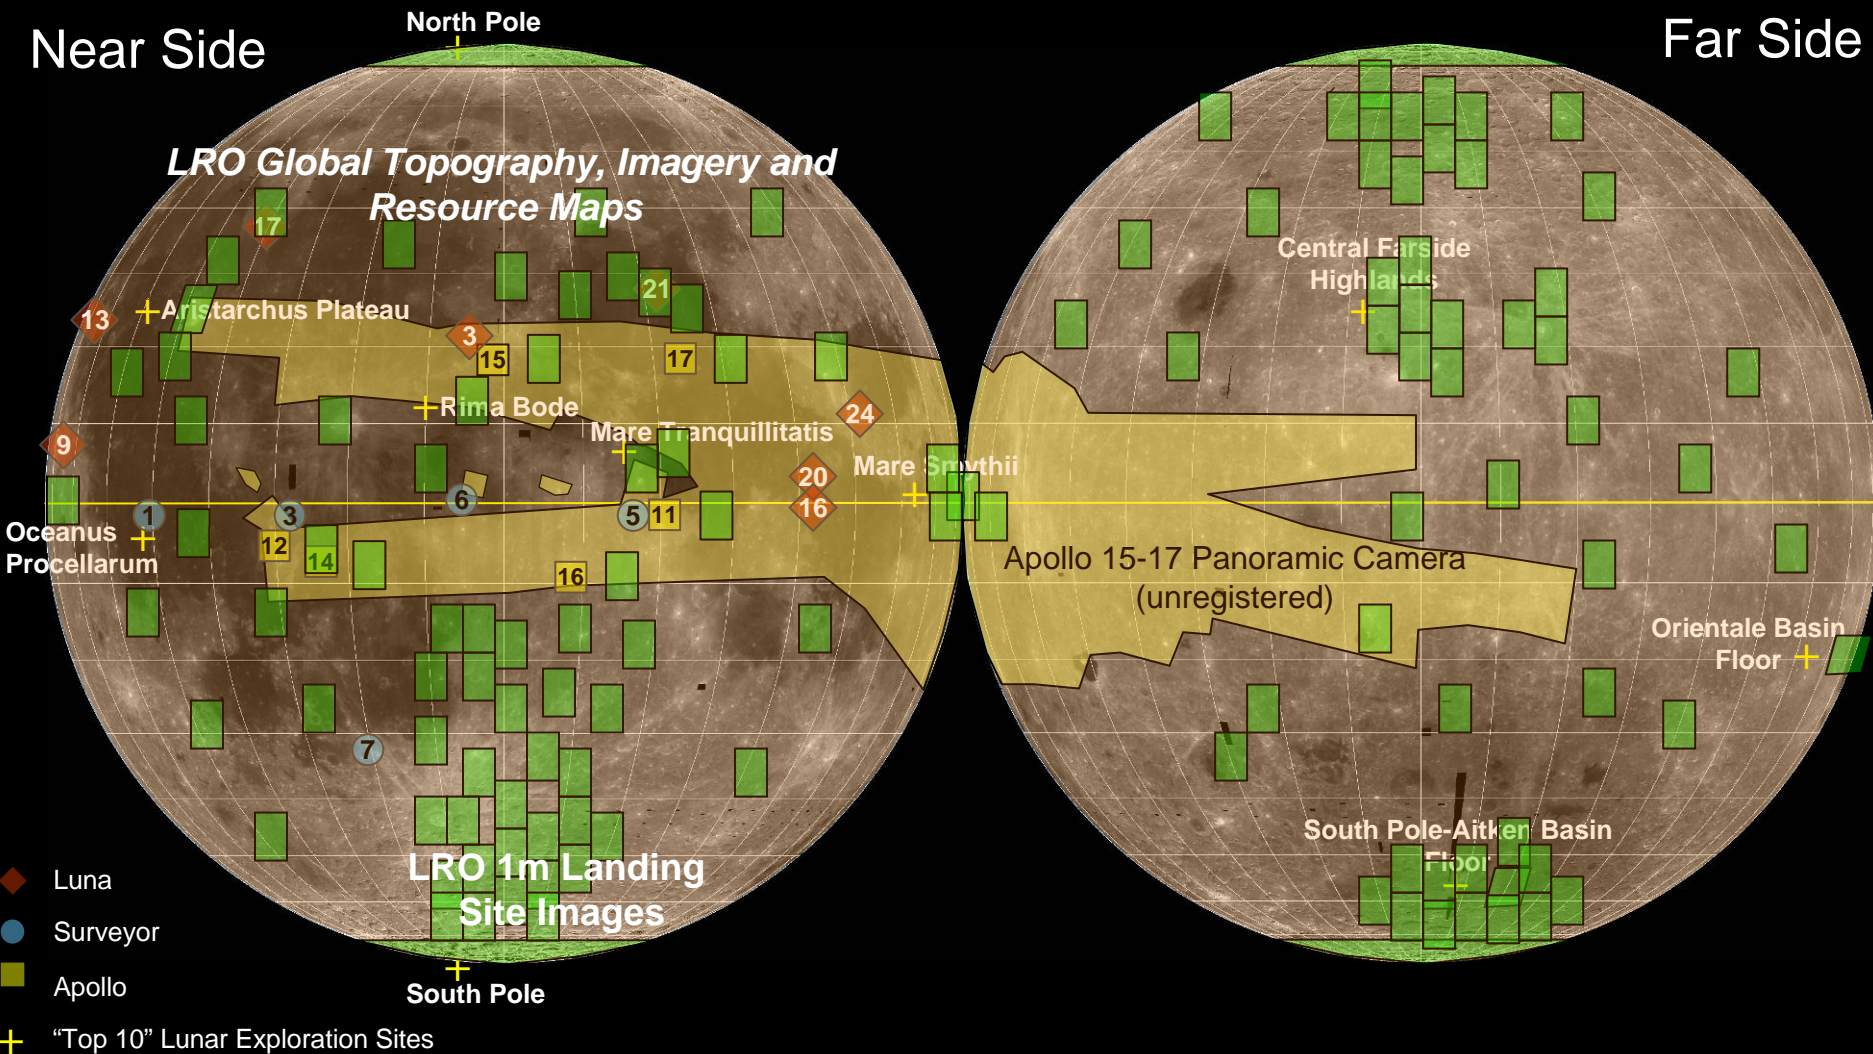 North Pole
Near Side
Far Side
LRO Global Topography, Imagery and
Resource Maps
17
Central Farside
Highlands
21
13
Aristarchus Plateau
3
15
17
Rima Bode
24
Mare Tranquillitatis
9
Mare Smythii
20
6
1
3
5
11
16
Oceanus
Procellarum
12
14
16
Apollo 15-17 Panoramic Camera
(unregistered)
Orientale Basin
Floor
7
South Pole-Aitken Basin
Floor
LRO 1m Landing
Site Images
Luna
Surveyor
Apollo
South Pole
“Top 10” Lunar Exploration Sites